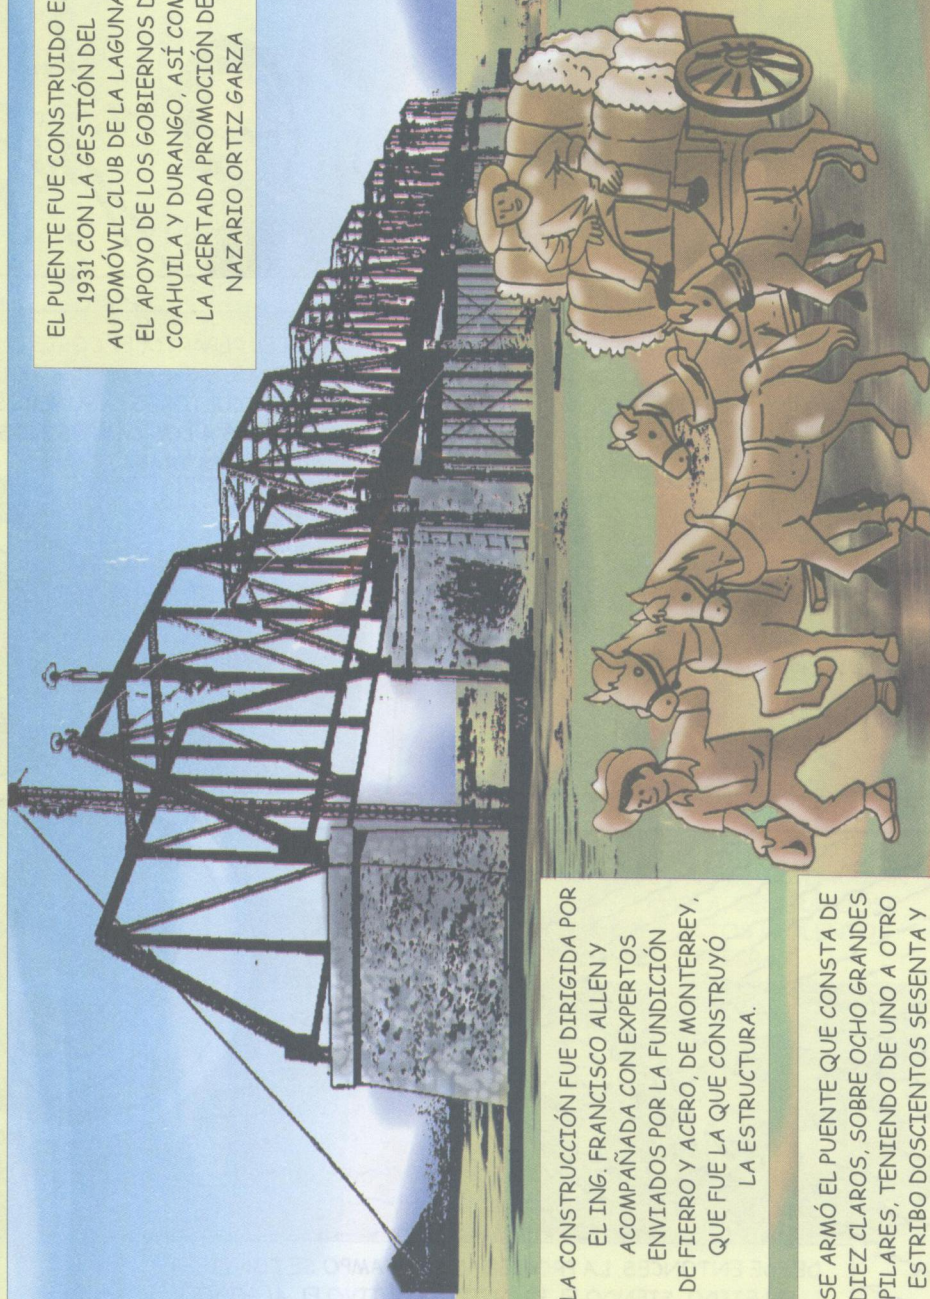 EL PUENTE FUE CONSTRUIDO E
1931 CON LA GESTIÓN DEL
AUTOMÓVIL CLUB DE LA LAGUNA
EL APOYO DE LOS GOBIERNOS D
COAHUILA Y DURANGO, ASÍ COM
LA ACERTADA PROMOCIÓN DE
NAZARIO ORTIZ GARZA
LA CONSTRUCCIÓN FUE DIRIGIDA POR
EL ING. FRANCISCO ALLEN Y
ACOMPAÑADA CON EXPERTOS
ENVIADOS POR LA FUNDICIÓN
DE FIERRO Y ACERO, DE MONTERREY,
QUE FUE LA QUE CONSTRUYÓ
LA ESTRUCTURA.
SE ARMÓ EL PUENTE QUE CONSTA DE
DIEZ CLAROS, SOBRE OCHO GRANDES
PILARES, TENIENDO DE UNO A OTRO
ESTRIBO DOSCIENTOS SESENTA Y